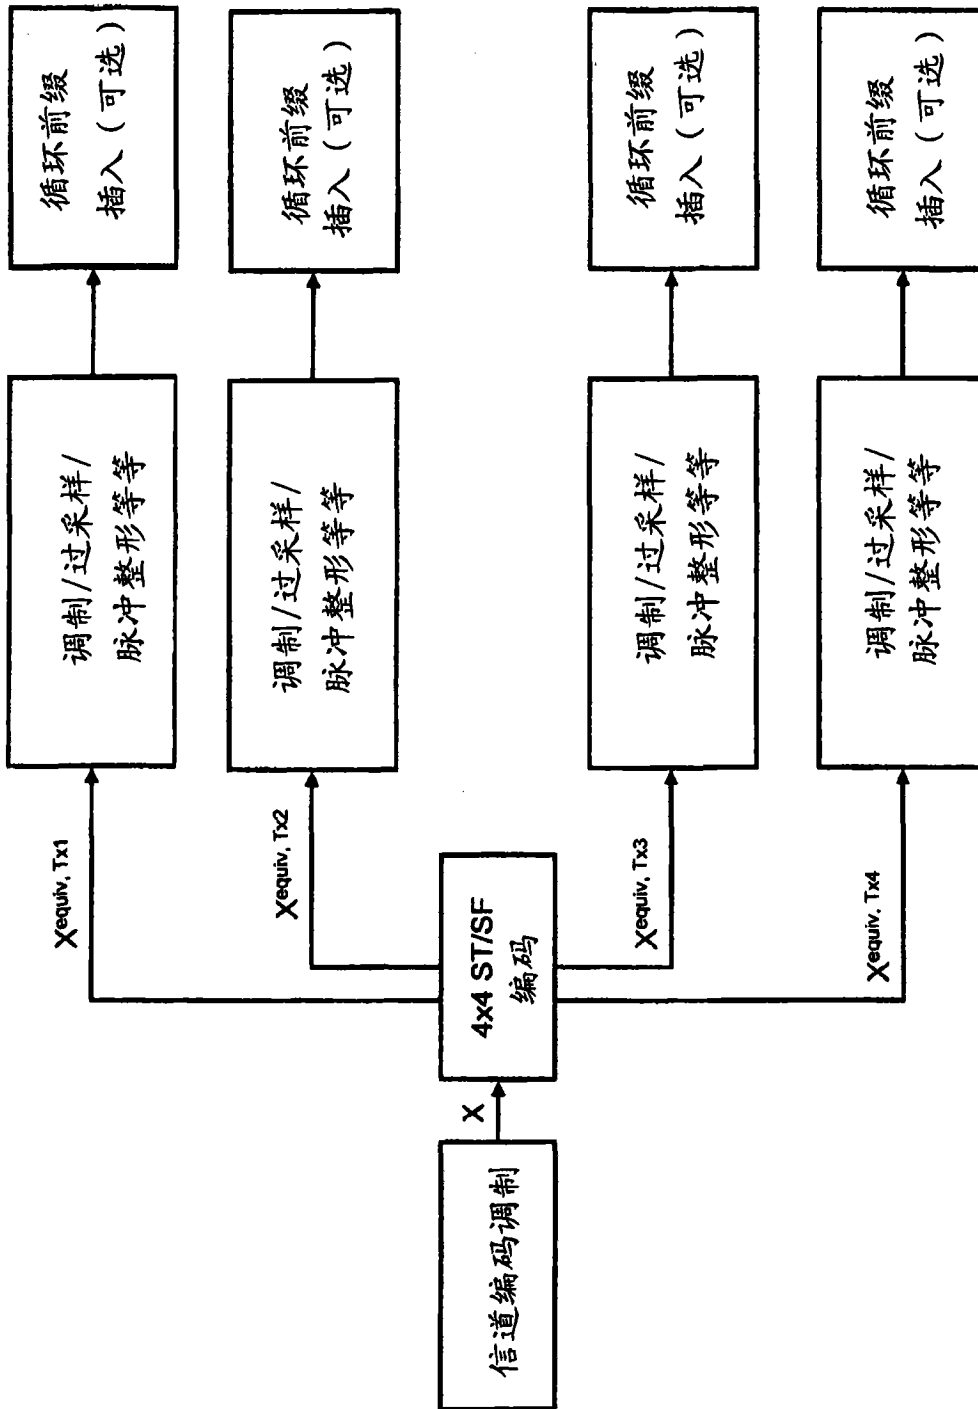 信道编码调制
X
4x4 ST/SF
编码
Xequiv, Tx1
调制/过采样/
脉冲整形等等
循环前缀
插入（可选）
Xequiv, Tx2
调制/过采样/
脉冲整形等等
循环前缀
插入（可选）
Xequiv, Tx3
调制/过采样/
脉冲整形等等
循环前缀
插入（可选）
Xequiv, Tx4
调制/过采样/
脉冲整形等等
循环前缀
插入（可选）